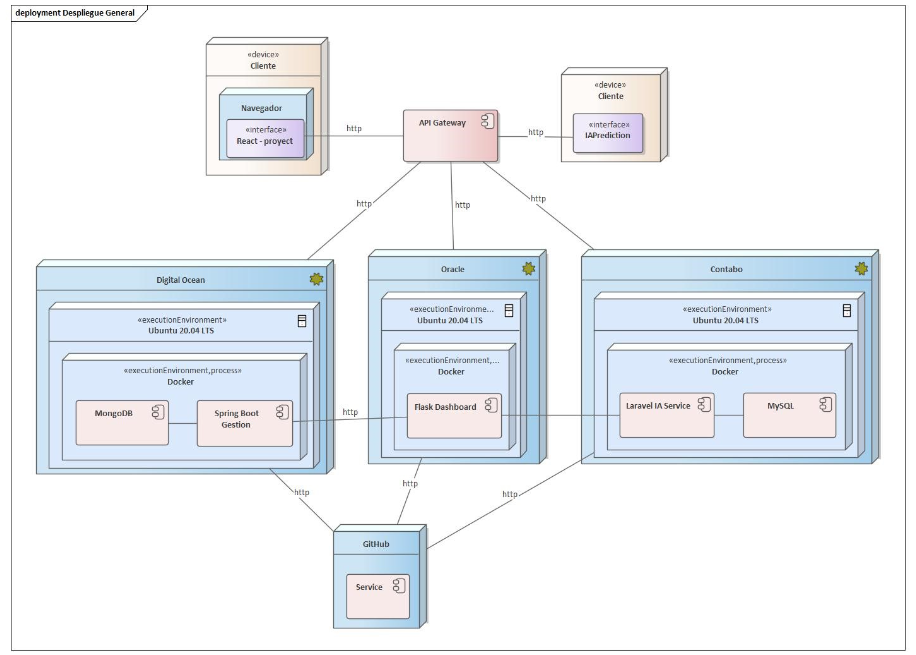 deployment Despliegue General
«device»
Cliente
Navegador
«interface»
React - proyect
http
API Gateway
http
«device»
Cliente
«interface»
IAPrediction
http
http
http
Digital Ocean
«executionEnvironment»
Ubuntu 20.04 LTS
«executionEnvironment,process»
Docker
MongoDB
Spring Boot
Gestion
http
Oracle
«executionEnvironme...
Ubuntu 20.04 LTS
«executionEnvironment,...
Docker
Flask Dashboard
Contabo
«executionEnvironment»
Ubuntu 20.04 LTS
«executionEnvironment,process»
Docker
Laravel IA Service
MySQL
http
http
http
GitHub
Service